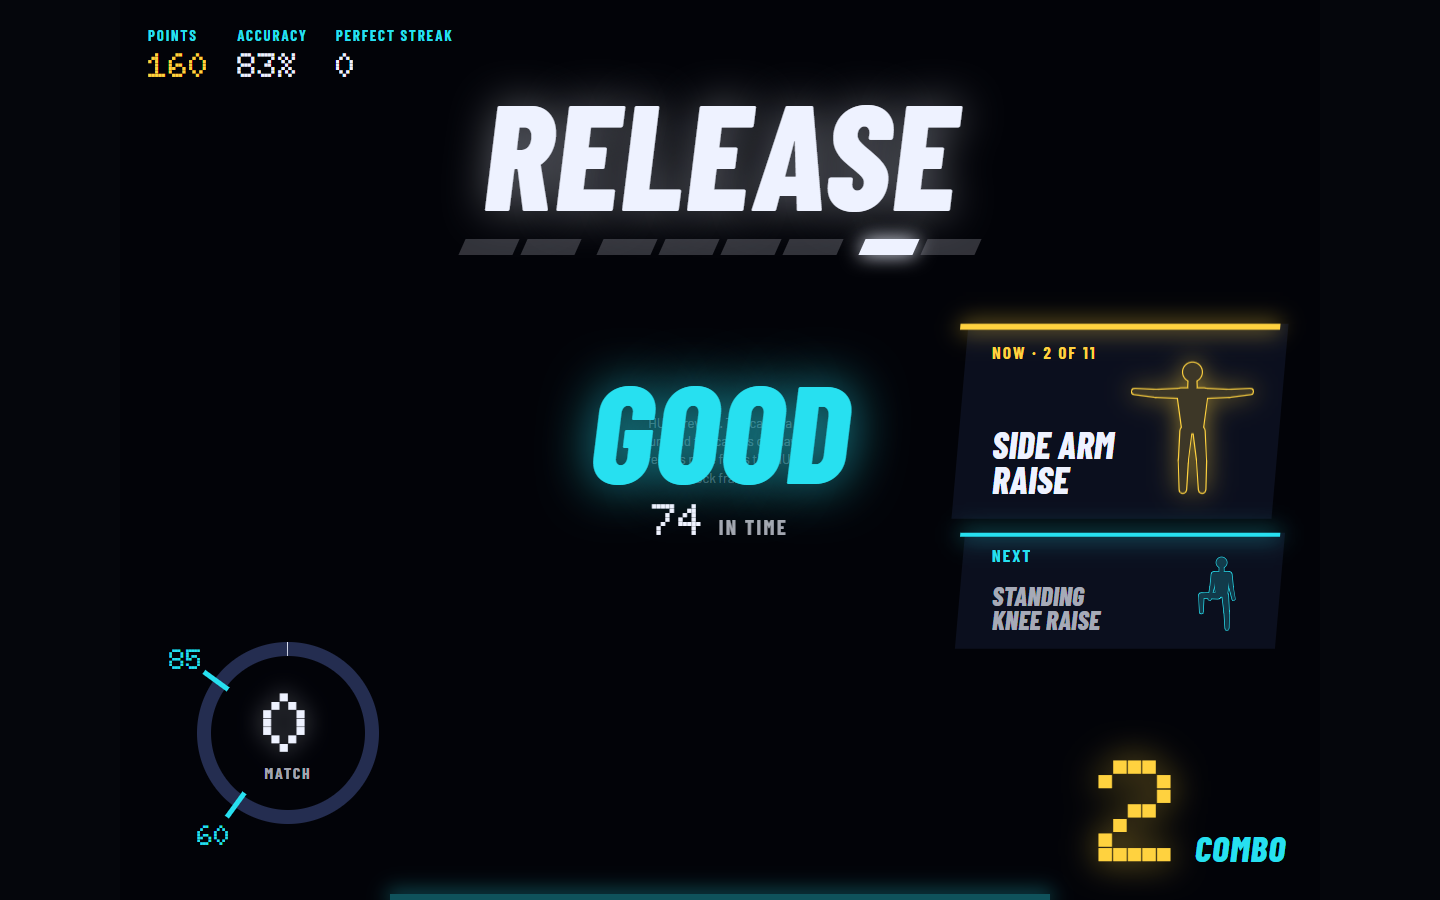 POINTS ACCURACY PERFECT STREAK
160 83% 0
RELEASE
NOW · 2 OF 11
SIDE ARM
RAISE
GOOD
74 IN TIME
NEXT
STANDING
KNEE RAISE
85
0
MATCH
60
2 COMBO